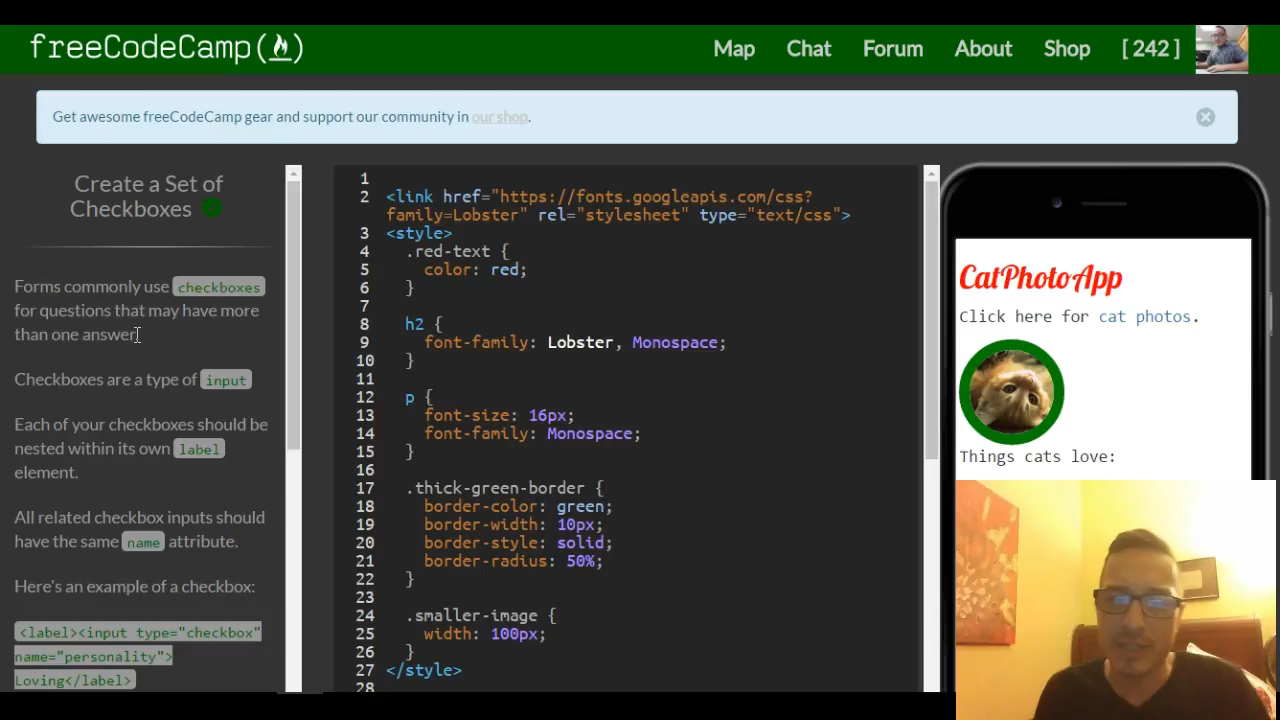 freeCodeCamp(🔥)
Map Chat Forum About Shop [ 242 ]
Get awesome freeCodeCamp gear and support our community in our shop.
Create a Set of
Checkboxes
Forms commonly use checkboxes
for questions that may have more
than one answer.
Checkboxes are a type of input
Each of your checkboxes should be
nested within its own label
element.
All related checkbox inputs should
have the same name attribute.
Here's an example of a checkbox:
<label><input type="checkbox"
name="personality">
Loving</label>
1
2 <link href="https://fonts.googleapis.com/css?
family=Lobster" rel="stylesheet" type="text/css">
3 <style>
4 .red-text {
5 color: red;
6 }
7
8 h2 {
9 font-family: Lobster, Monospace;
10 }
11
12 p {
13 font-size: 16px;
14 font-family: Monospace;
15 }
16
17 .thick-green-border {
18 border-color: green;
19 border-width: 10px;
20 border-style: solid;
21 border-radius: 50%;
22 }
23
24 .smaller-image {
25 width: 100px;
26 }
27 </style>
28
CatPhotoApp
Click here for cat photos.
Things cats love: